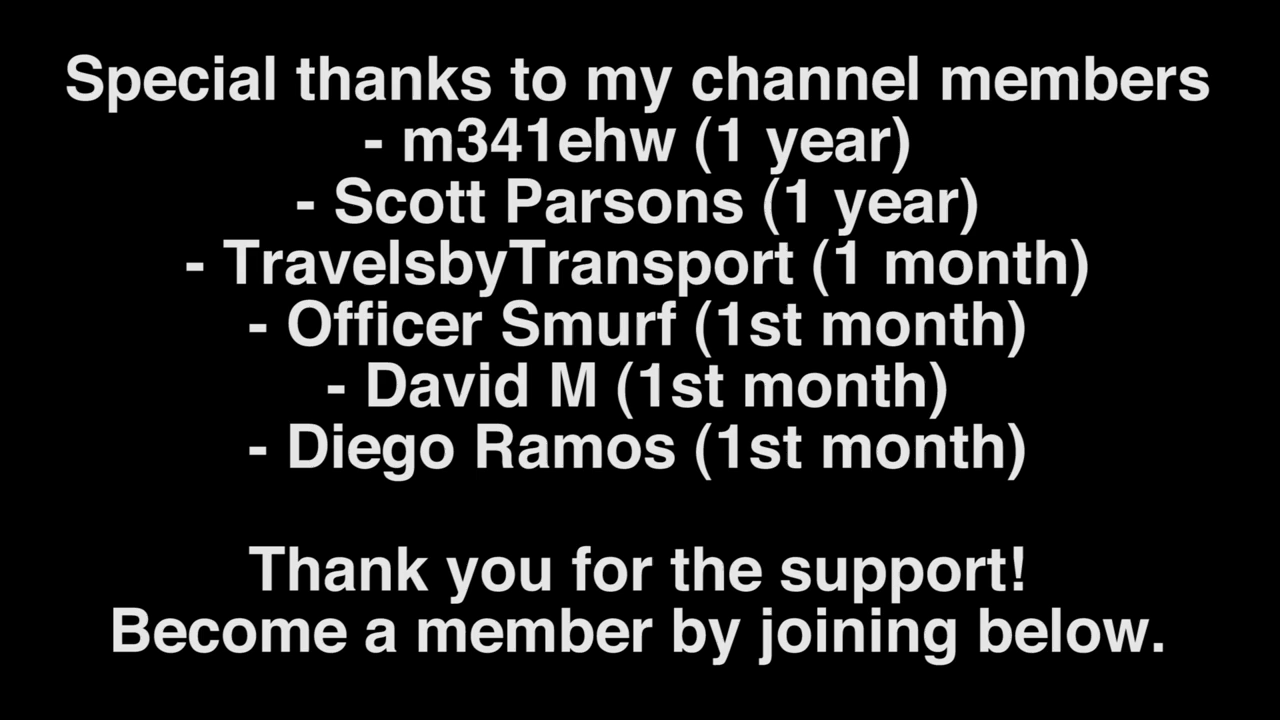 Special thanks to my channel members
- m341ehw (1 year)
- Scott Parsons (1 year)
- TravelsbyTransport (1 month)
- Officer Smurf (1st month)
- David M (1st month)
- Diego Ramos (1st month)
Thank you for the support!
Become a member by joining below.